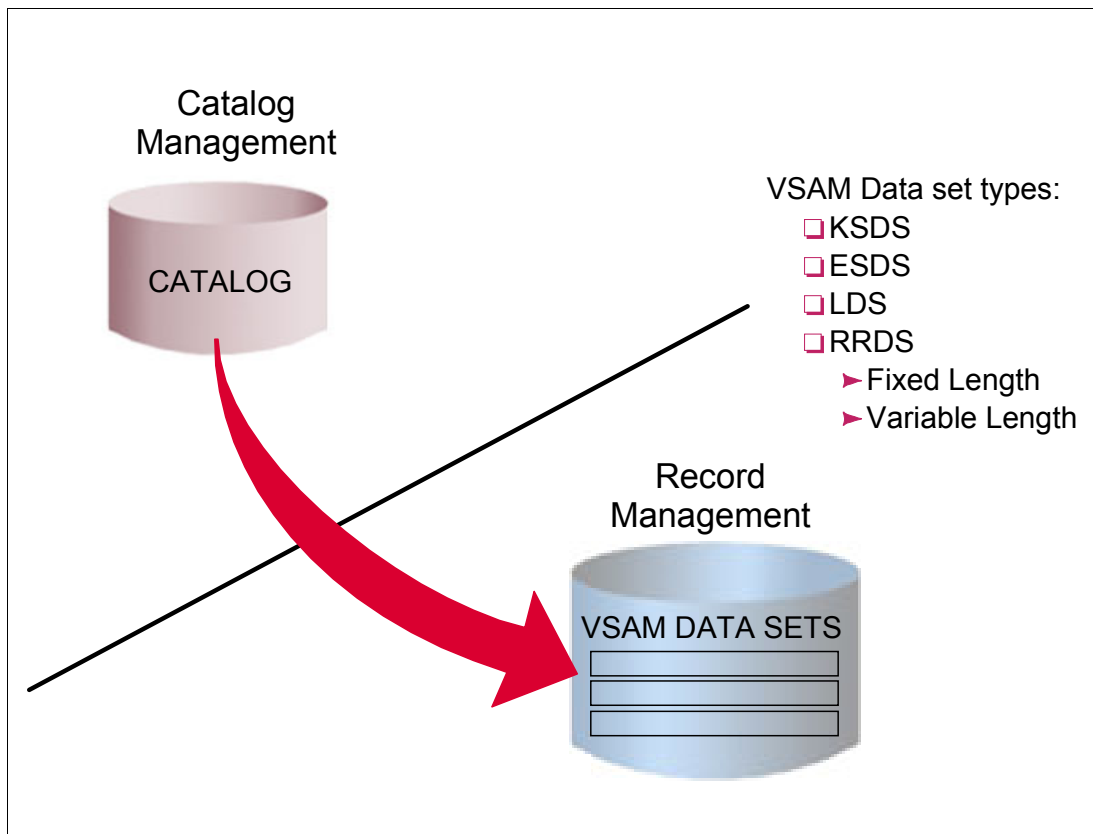 Catalog
Management
CATALOG
VSAM Data set types:
KSDS
ESDS
LDS
RRDS
Fixed Length
Variable Length
Record
Management
VSAM DATA SETS